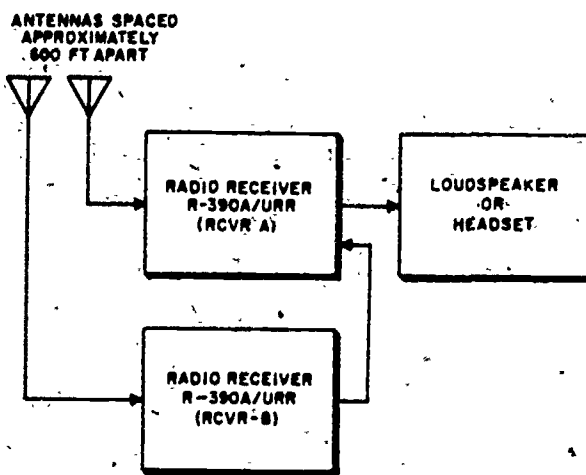 ANTENNAS SPACED
APPROXIMATELY
600 FT APART
RADIO RECEIVER
R-390A/URR
(RCVR A)
LOUDSPEAKER
OR
HEADSET
RADIO RECEIVER
R-390A/URR
(RCVR-B)